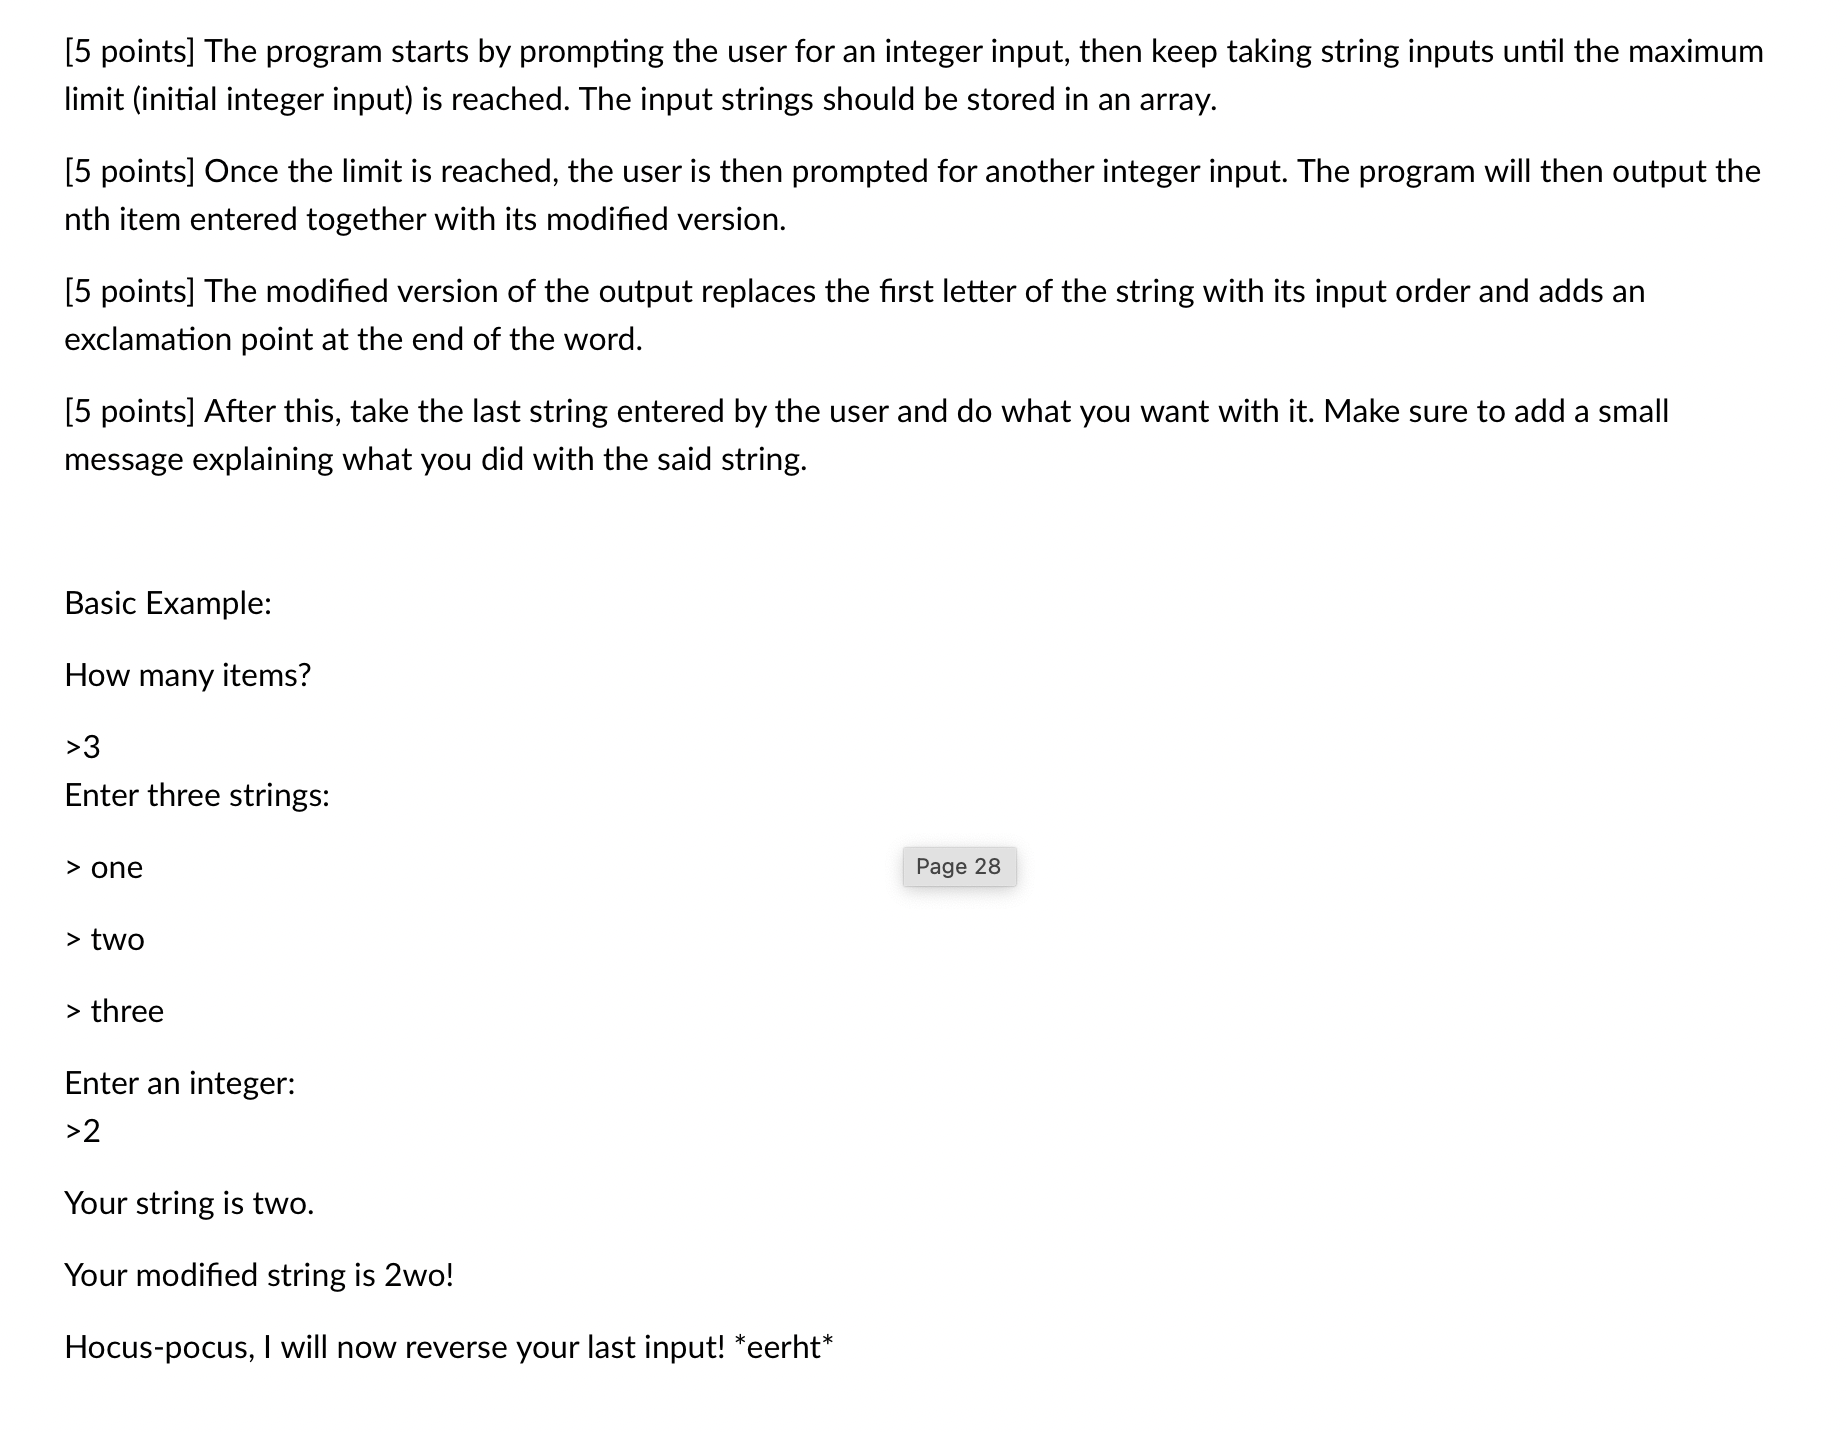 [5 points] The program starts by prompting the user for an integer input, then keep taking string inputs until the maximum
limit (initial integer input) is reached. The input strings should be stored in an array.
[5 points] Once the limit is reached, the user is then prompted for another integer input. The program will then output the
nth item entered together with its modified version.
[5 points] The modified version of the output replaces the first letter of the string with its input order and adds an
exclamation point at the end of the word.
[5 points] After this, take the last string entered by the user and do what you want with it. Make sure to add a small
message explaining what you did with the said string.
Basic Example:
How many items?
>3
Enter three strings:
> one
Page 28
> two
> three
Enter an integer:
>2
Your string is two.
Your modified string is 2wo!
Hocus-pocus, I will now reverse your last input! *eerht*